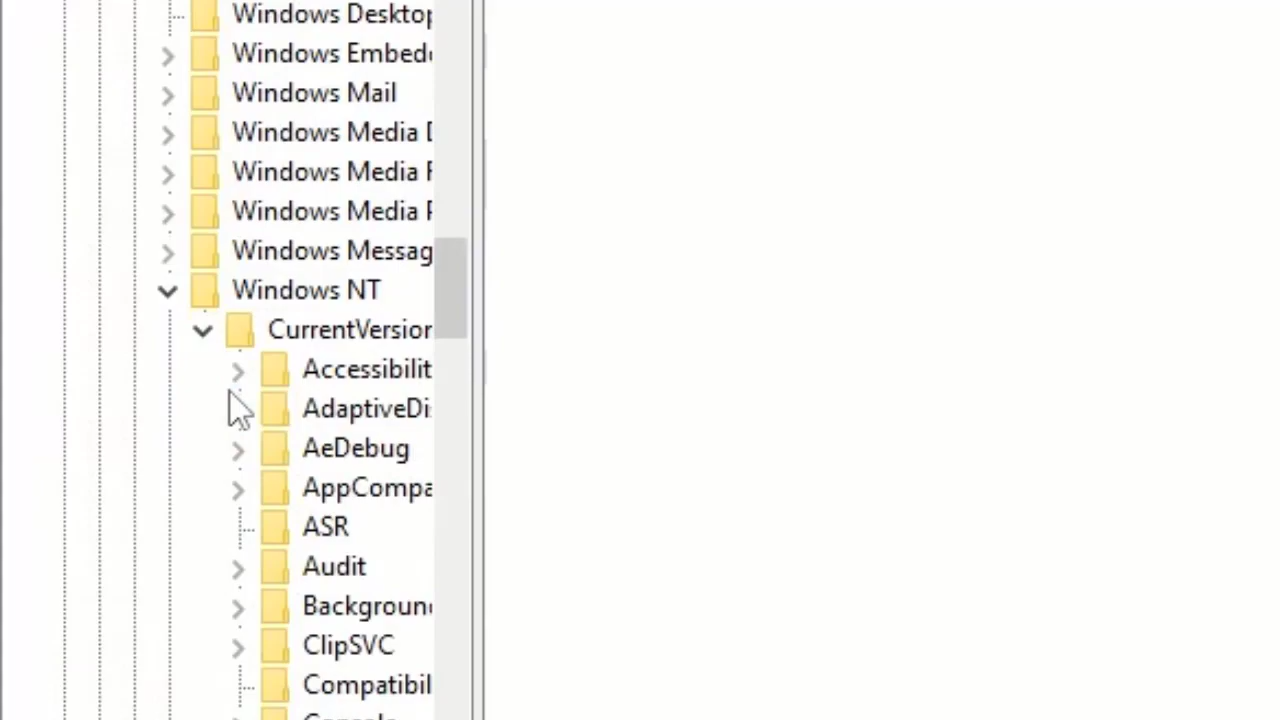 Windows Desktop
Windows Embed
Windows Mail
Windows Media
Windows Media
Windows Media
Windows Messag
Windows NT
CurrentVersion
Accessibilit
AdaptiveDi
AeDebug
AppCompa
ASR
Audit
Backgroun
ClipSVC
Compatibil
Console